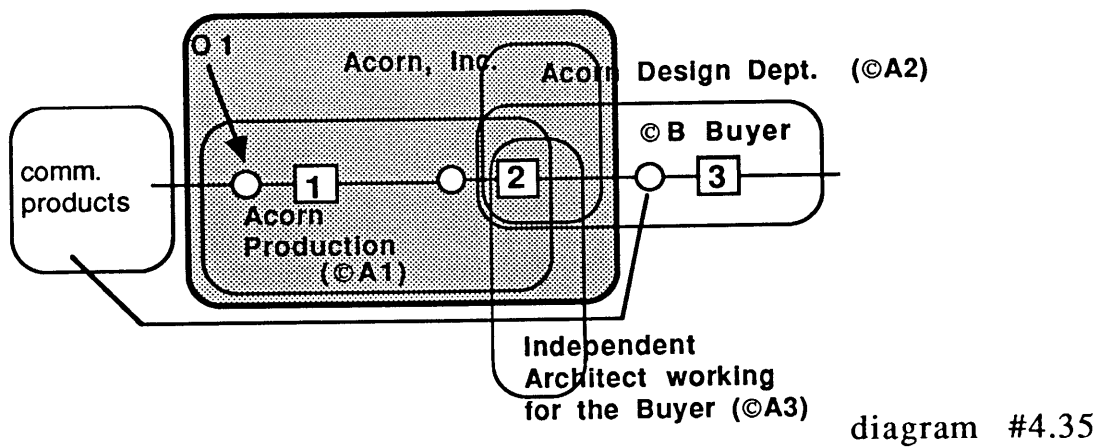 O 1
Acorn, Inc.
Acorn Design Dept. (©A2)
©B Buyer
comm.
products
1
2
3
Acorn
Production
(©A1)
Independent
Architect working
for the Buyer (©A3)
diagram #4.35